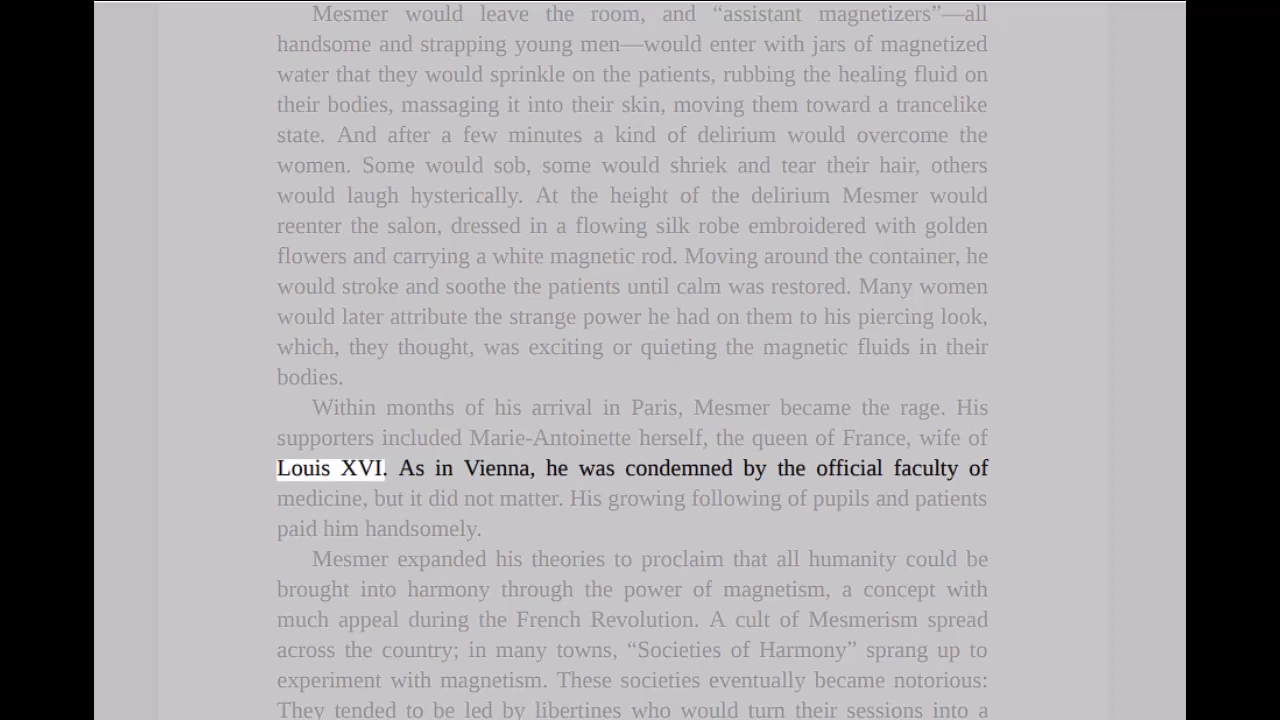 Mesmer would leave the room, and “assistant magnetizers”—all
handsome and strapping young men—would enter with jars of magnetized
water that they would sprinkle on the patients, rubbing the healing fluid on
their bodies, massaging it into their skin, moving them toward a trancelike
state. And after a few minutes a kind of delirium would overcome the
women. Some would sob, some would shriek and tear their hair, others
would laugh hysterically. At the height of the delirium Mesmer would
reenter the salon, dressed in a flowing silk robe embroidered with golden
flowers and carrying a white magnetic rod. Moving around the container, he
would stroke and soothe the patients until calm was restored. Many women
would later attribute the strange power he had on them to his piercing look,
which, they thought, was exciting or quieting the magnetic fluids in their
bodies.
Within months of his arrival in Paris, Mesmer became the rage. His
supporters included Marie-Antoinette herself, the queen of France, wife of
Louis XVI. As in Vienna, he was condemned by the official faculty of
medicine, but it did not matter. His growing following of pupils and patients
paid him handsomely.
Mesmer expanded his theories to proclaim that all humanity could be
brought into harmony through the power of magnetism, a concept with
much appeal during the French Revolution. A cult of Mesmerism spread
across the country; in many towns, “Societies of Harmony” sprang up to
experiment with magnetism. These societies eventually became notorious:
They tended to be led by libertines who would turn their sessions into a